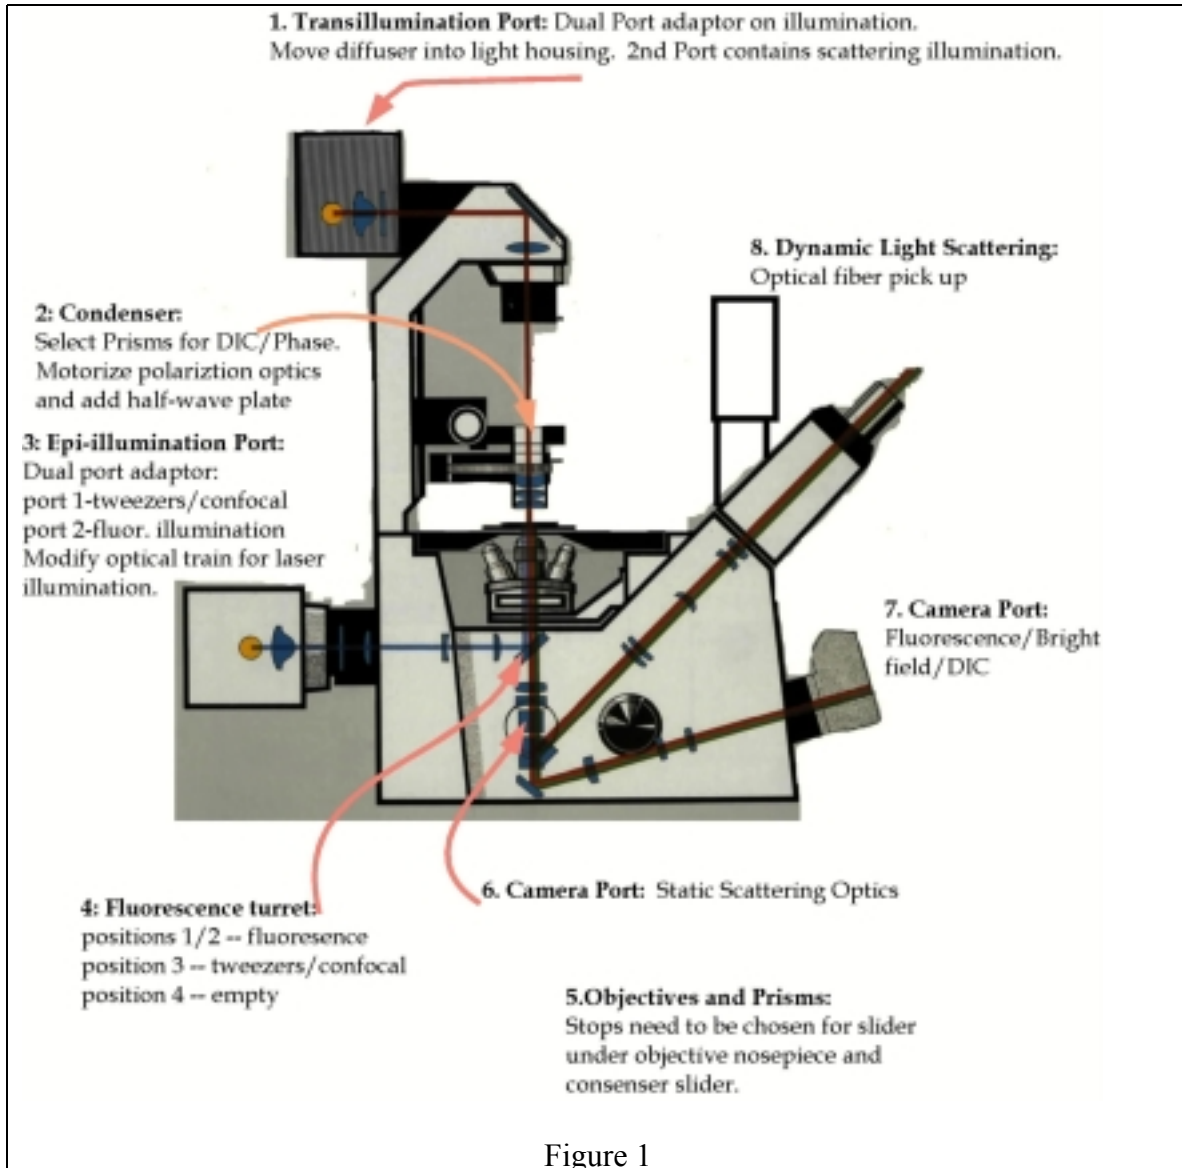 1. Transillumination Port: Dual Port adaptor on illumination.
Move diffuser into light housing. 2nd Port contains scattering illumination.
8. Dynamic Light Scattering:
Optical fiber pick up
2: Condenser:
Select Prisms for DIC/Phase.
Motorize polariztion optics
and add half-wave plate
3: Epi-illumination Port:
Dual port adaptor:
port 1-tweezers/confocal
port 2-fluor. illumination
Modify optical train for laser
illumination.
7. Camera Port:
Fluorescence/Bright
field/DIC
6. Camera Port: Static Scattering Optics
4: Fluorescence turret:
positions 1/2 -- fluoresence
position 3 -- tweezers/confocal
position 4 -- empty
5.Objectives and Prisms:
Stops need to be chosen for slider
under objective nosepiece and
consenser slider.
Figure 1